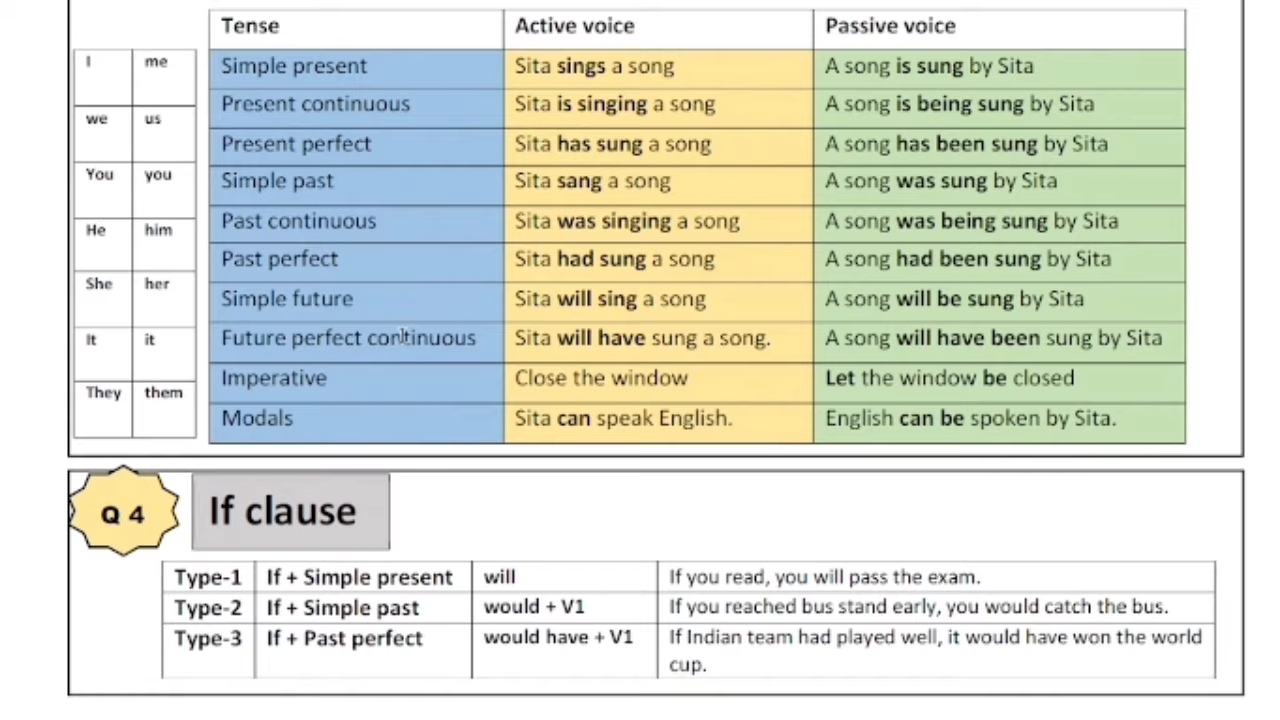 Tense Active voice Passive voice
I me
we us
You you
He him
She her
It it
They them
Simple present Sita sings a song A song is sung by Sita
Present continuous Sita is singing a song A song is being sung by Sita
Present perfect Sita has sung a song A song has been sung by Sita
Simple past Sita sang a song A song was sung by Sita
Past continuous Sita was singing a song A song was being sung by Sita
Past perfect Sita had sung a song A song had been sung by Sita
Simple future Sita will sing a song A song will be sung by Sita
Future perfect continuous Sita will have sung a song. A song will have been sung by Sita
Imperative Close the window Let the window be closed
Modals Sita can speak English. English can be spoken by Sita.
Q 4 If clause
Type-1 If + Simple present will If you read, you will pass the exam.
Type-2 If + Simple past would + V1 If you reached bus stand early, you would catch the bus.
Type-3 If + Past perfect would have + V1 If Indian team had played well, it would have won the world
cup.